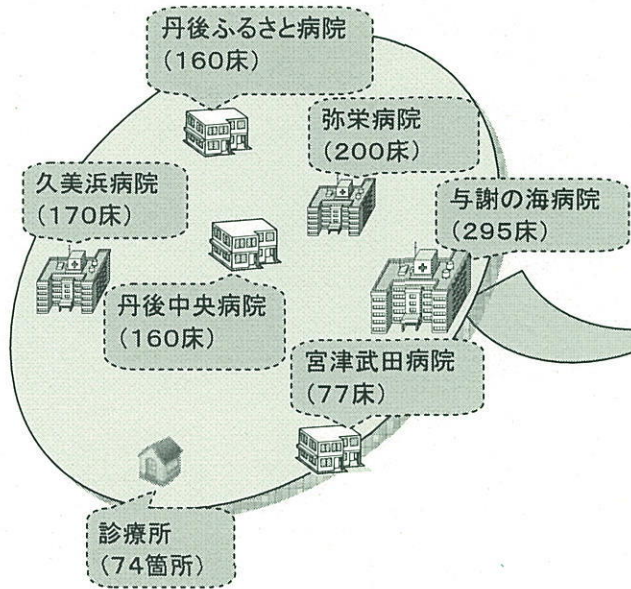 丹後ふるさと病院
(160床)
弥栄病院
(200床)
久美浜病院
(170床)
与謝の海病院
(295床)
丹後中央病院
(160床)
宮津武田病院
(77床)
診療所
(74箇所)